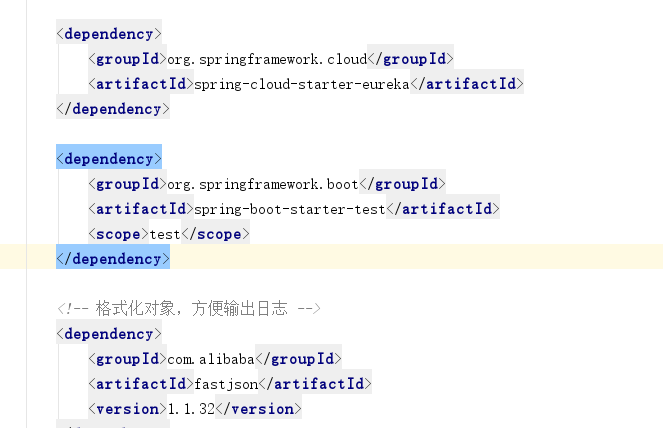 <dependency>
<groupId>org.springframework.cloud</groupId>
<artifactId>spring-cloud-starter-eureka</artifactId>
</dependency>
<dependency>
<groupId>org.springframework.boot</groupId>
<artifactId>spring-boot-starter-test</artifactId>
<scope>test</scope>
</dependency>
<!-- 格式化对象，方便输出日志 -->
<dependency>
<groupId>com.alibaba</groupId>
<artifactId>fastjson</artifactId>
<version>1.1.32</version>